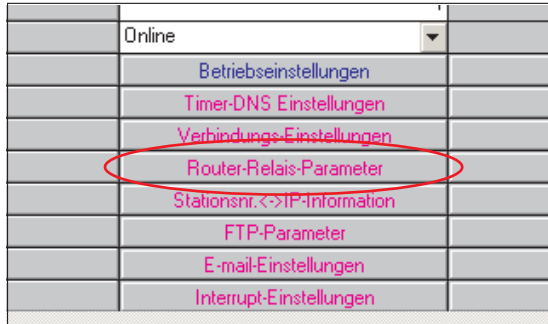 Online
Betriebseinstellungen
Timer-DNS Einstellungen
Verbindungs-Einstellungen
Router-Relais-Parameter
Stationsnr.<->IP-Information
FTP-Parameter
E-mail-Einstellungen
Interrupt-Einstellungen